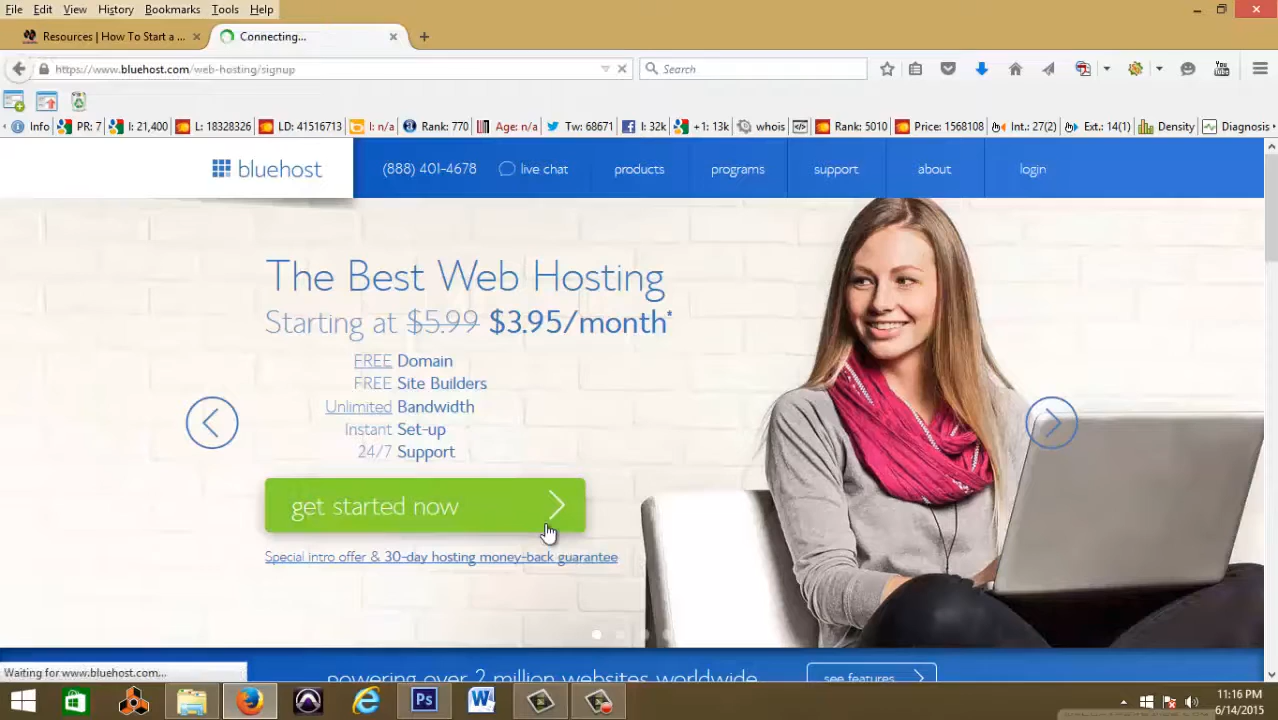 File Edit View History Bookmarks Tools Help
Resources | How To Start a ... × Connecting... × +
https://www.bluehost.com/web-hosting/signup Search
Info PR: 7 I: 21,400 L: 18328326 LD: 41516713 I: n/a Rank: 770 Age: n/a Tw: 68671 I: 32k +1: 13k whois Rank: 5010 Price: 1568108 Int.: 27(2) Ext.: 14(1) Density Diagnosis
bluehost (888) 401-4678 live chat products programs support about login
The Best Web Hosting
Starting at $5.99 $3.95/month*
FREE Domain
FREE Site Builders
Unlimited Bandwidth
Instant Set-up
24/7 Support
get started now
Special intro offer & 30-day hosting money-back guarantee
Waiting for www.bluehost.com...
powering over 2 million websites worldwide see features
11:16 PM
6/14/2015